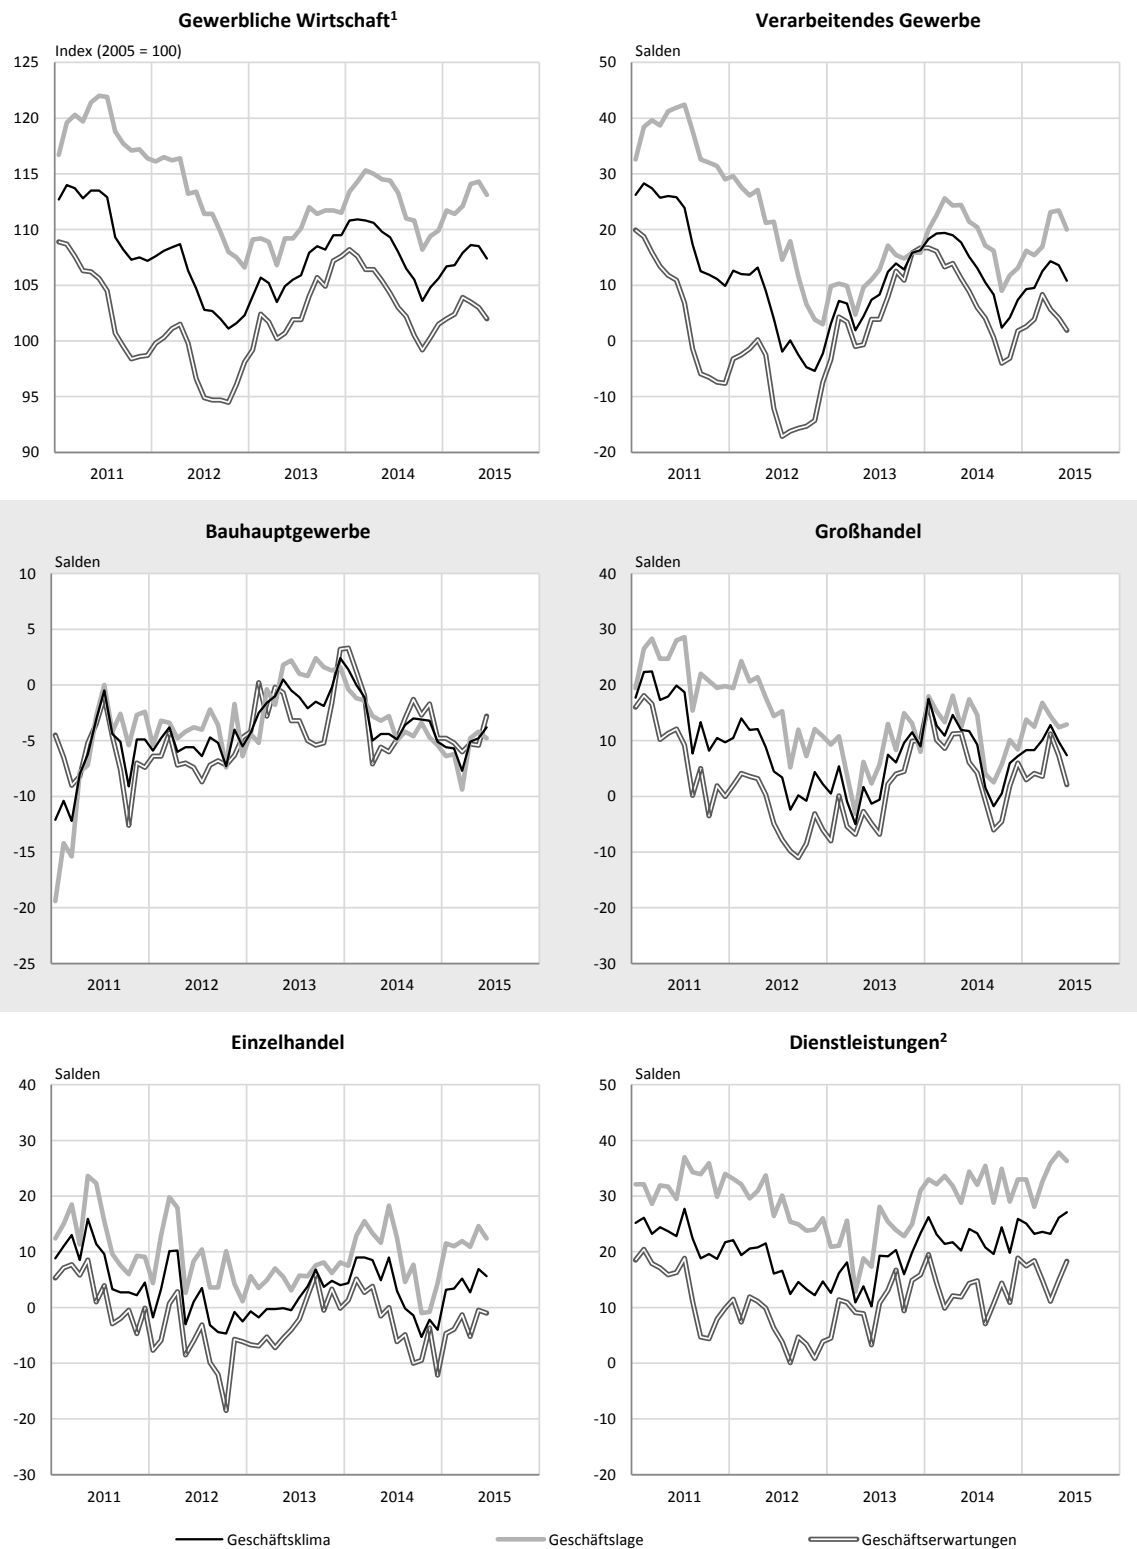 Gewerbliche Wirtschaft¹
Index (2005 = 100)
125
120
115
110
105
100
95
90
2011 2012 2013 2014 2015
Verarbeitendes Gewerbe
Salden
50
40
30
20
10
0
-10
-20
2011 2012 2013 2014 2015
Bauhauptgewerbe
Salden
10
5
0
-5
-10
-15
-20
-25
2011 2012 2013 2014 2015
Großhandel
Salden
40
30
20
10
0
-10
-20
-30
2011 2012 2013 2014 2015
Einzelhandel
Salden
40
30
20
10
0
-10
-20
-30
2011 2012 2013 2014 2015
Dienstleistungen²
Salden
50
40
30
20
10
0
-10
-20
2011 2012 2013 2014 2015
Geschäftsklima Geschäftslage Geschäftserwartungen